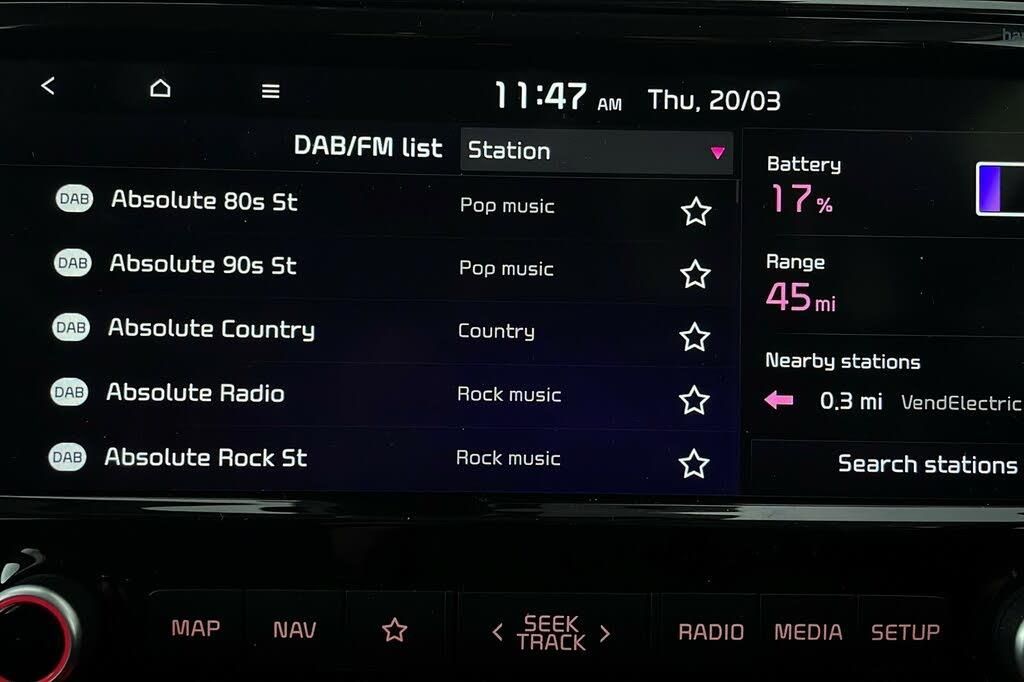 11:47 AM Thu, 20/03
DAB/FM list Station
DAB Absolute 80s St Pop music
DAB Absolute 90s St Pop music
DAB Absolute Country Country
DAB Absolute Radio Rock music
DAB Absolute Rock St Rock music
Battery
17%
Range
45 mi
Nearby stations
0.3 mi VendElectric
Search stations
MAP NAV < SEEK > RADIO MEDIA SETUP
TRACK